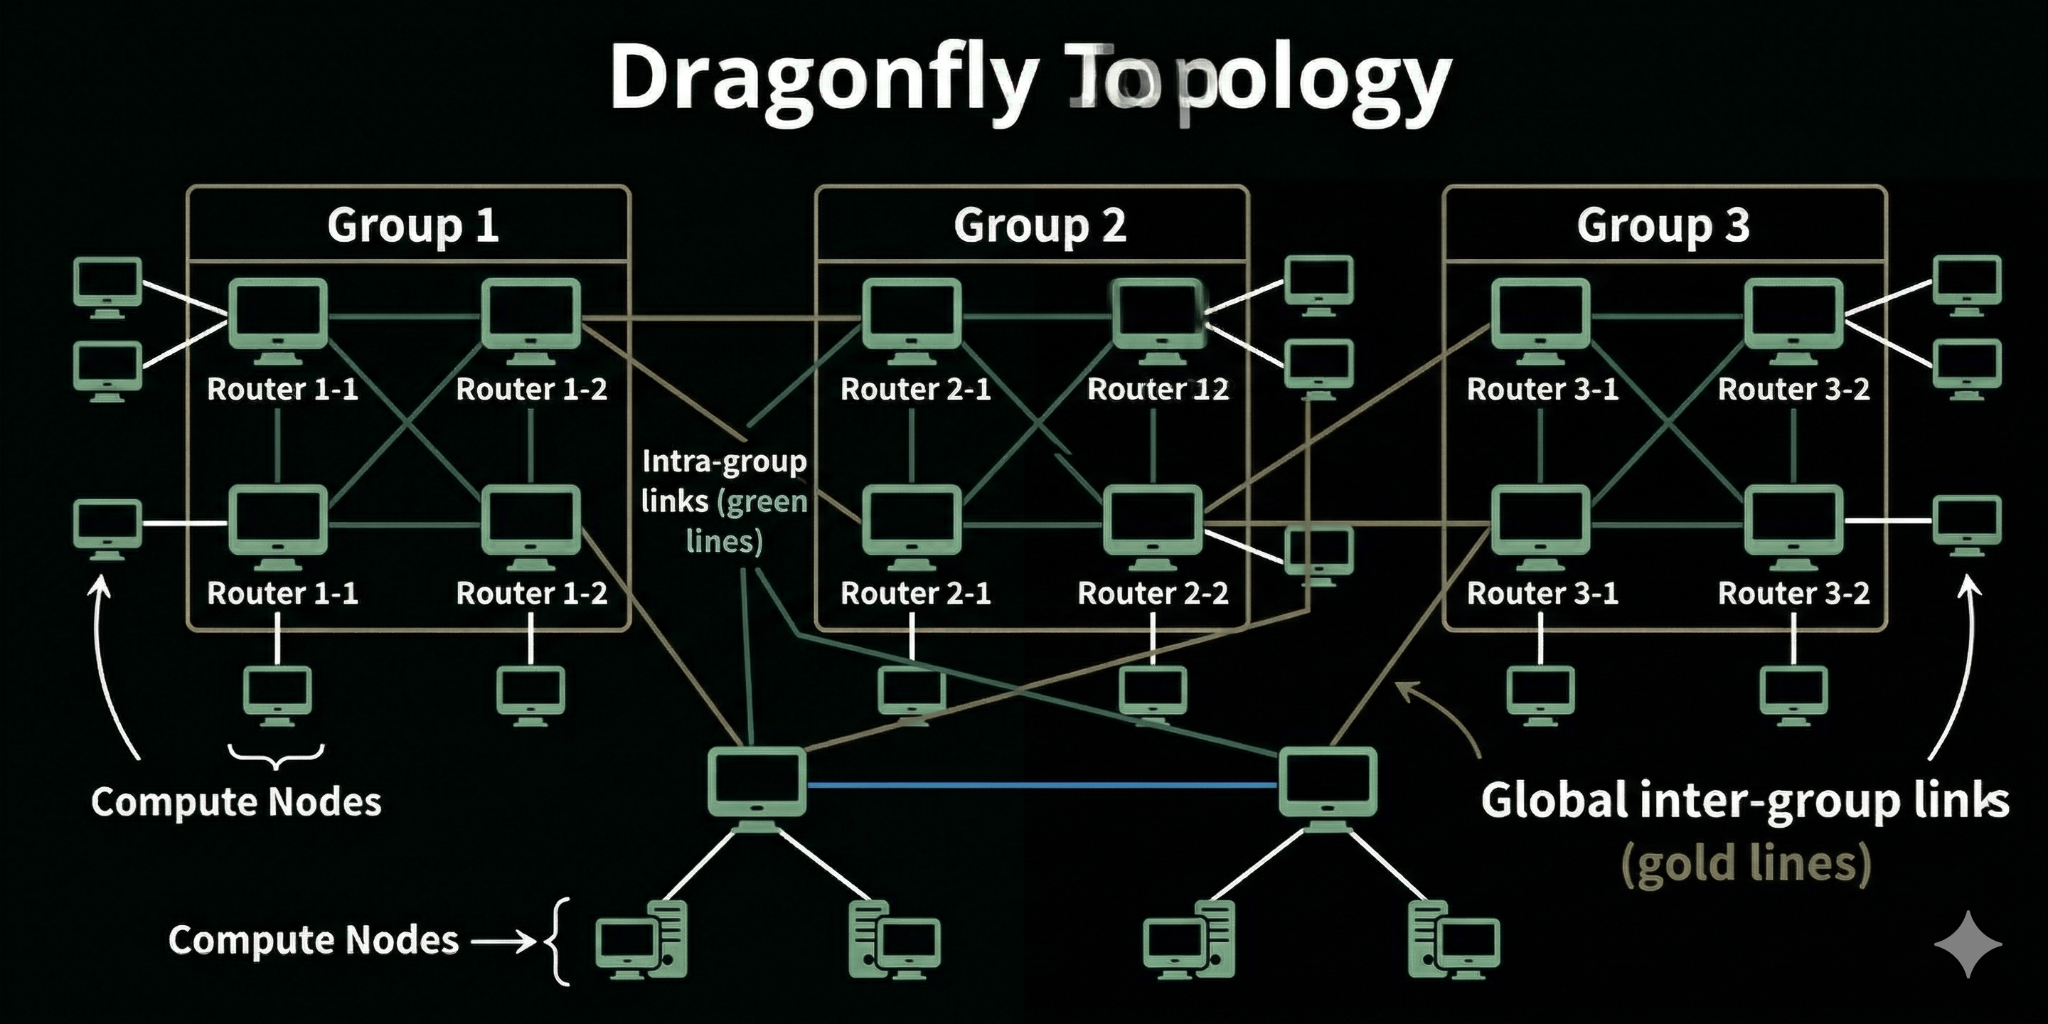 Dragonfly Topology
Group 1
Group 2
Group 3
Router 1-1
Router 1-2
Router 2-1
Router 12
Router 3-1
Router 3-2
Intra-group
links (green
lines)
Router 1-1
Router 1-2
Router 2-1
Router 2-2
Router 3-1
Router 3-2
Compute Nodes
Global inter-group links
(gold lines)
Compute Nodes